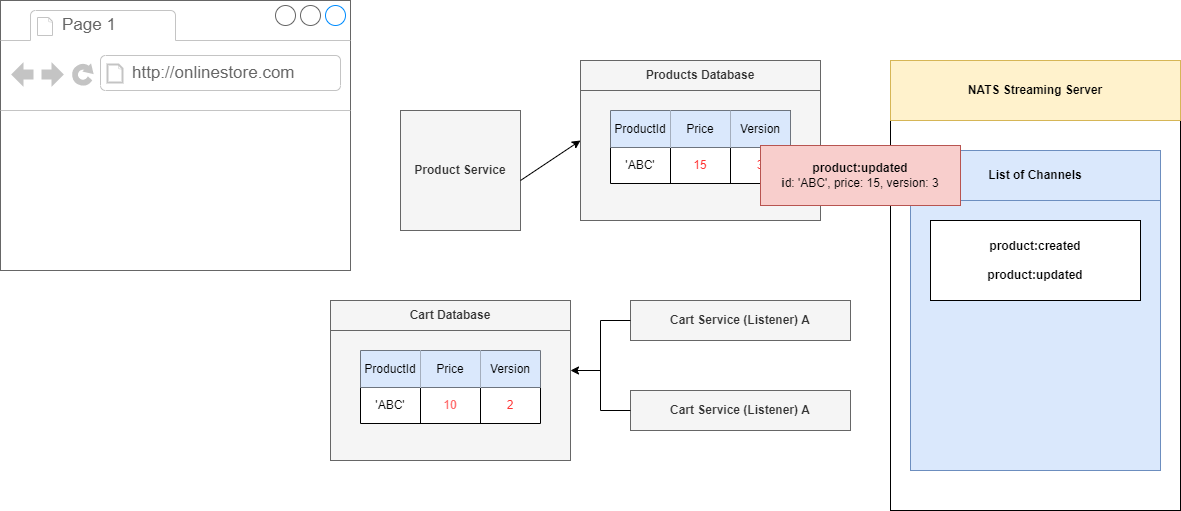 Page 1
http://onlinestore.com
Product Service
Products Database
ProductId Price Version
'ABC' 15 3
product:updated
id: 'ABC', price: 15, version: 3
NATS Streaming Server
List of Channels
product:created
product:updated
Cart Database
ProductId Price Version
'ABC' 10 2
Cart Service (Listener) A
Cart Service (Listener) A